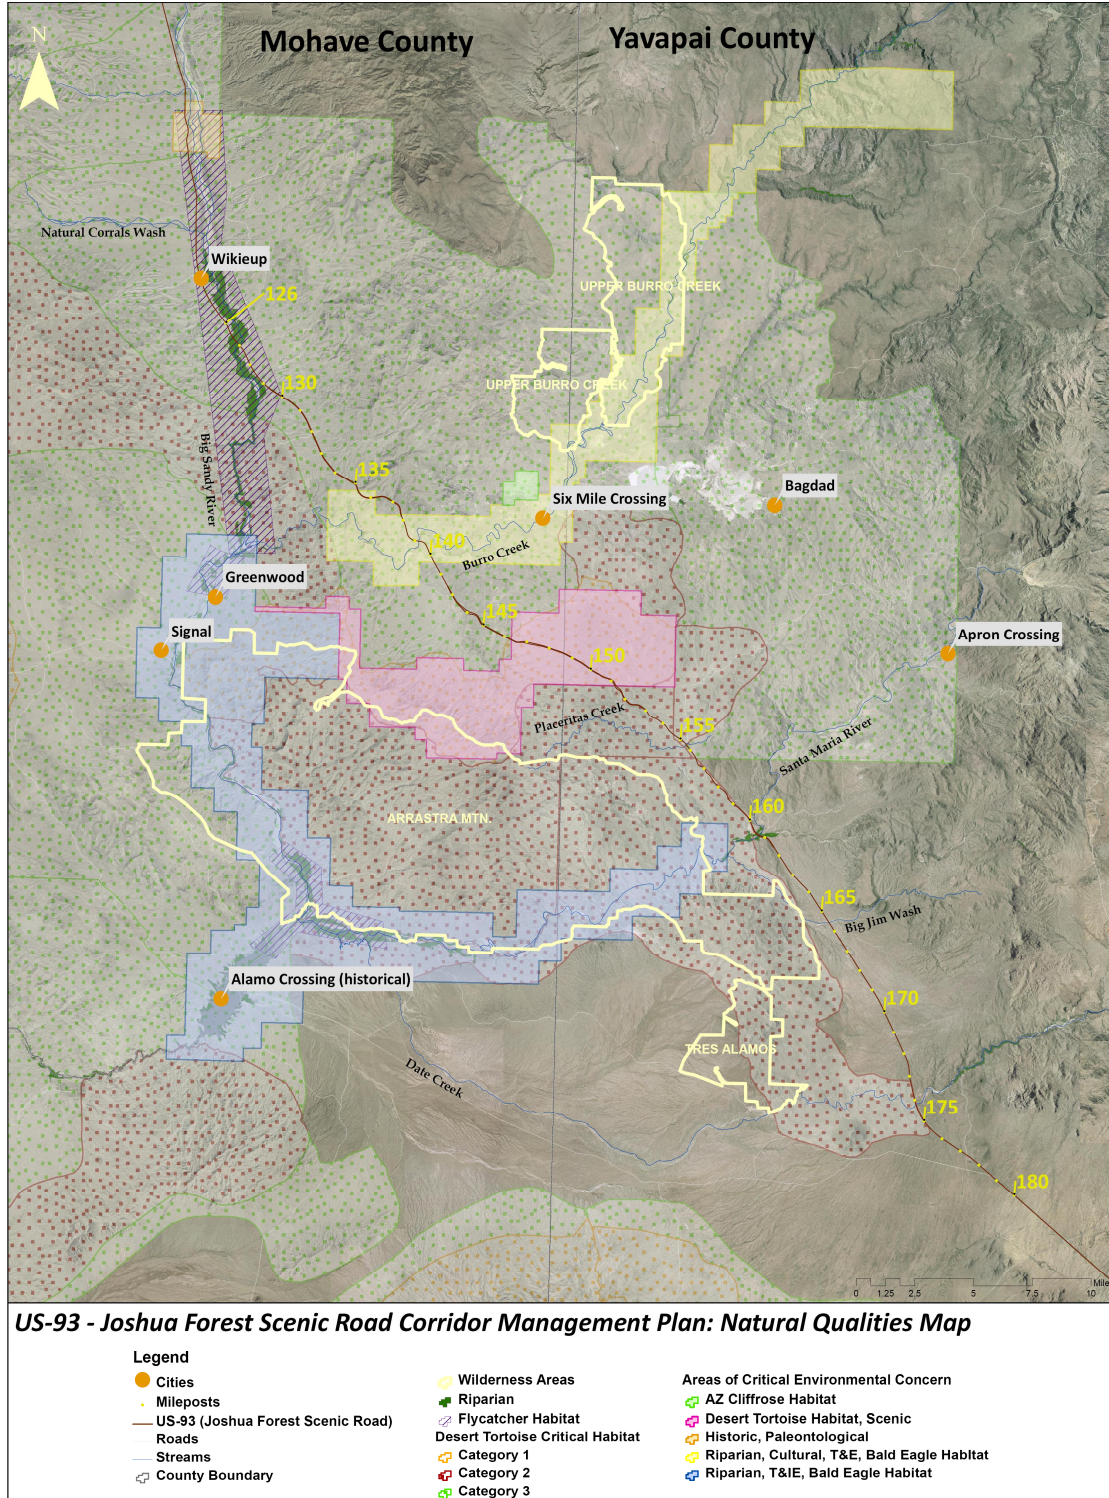 Mohave County
Yavapai County
N
Natural Corrals Wash
Wikieup
126
UPPER BURRO CREEK
130
UPPER BURRO CREEK
Big Sandy River
135
Bagdad
Six Mile Crossing
140
Burro Creek
Greenwood
145
Signal
Apron Crossing
150
Placeritas Creek
155
Santa Maria River
160
ARRASTRA MTN.
165
Big Jim Wash
Alamo Crossing (historical)
170
TRES ALAMOS
Date Creek
175
180
Mile
0 1.25 2.5 5 7.5 10
US-93 - Joshua Forest Scenic Road Corridor Management Plan: Natural Qualities Map
Legend
Cities
Mileposts
US-93 (Joshua Forest Scenic Road)
Roads
Streams
County Boundary
Wilderness Areas
Riparian
Flycatcher Habitat
Desert Tortoise Critical Habitat
Category 1
Category 2
Category 3
Areas of Critical Environmental Concern
AZ Cliffrose Habitat
Desert Tortoise Habitat, Scenic
Historic, Paleontological
Riparian, Cultural, T&E, Bald Eagle Habltat
Riparian, T&IE, Bald Eagle Habitat